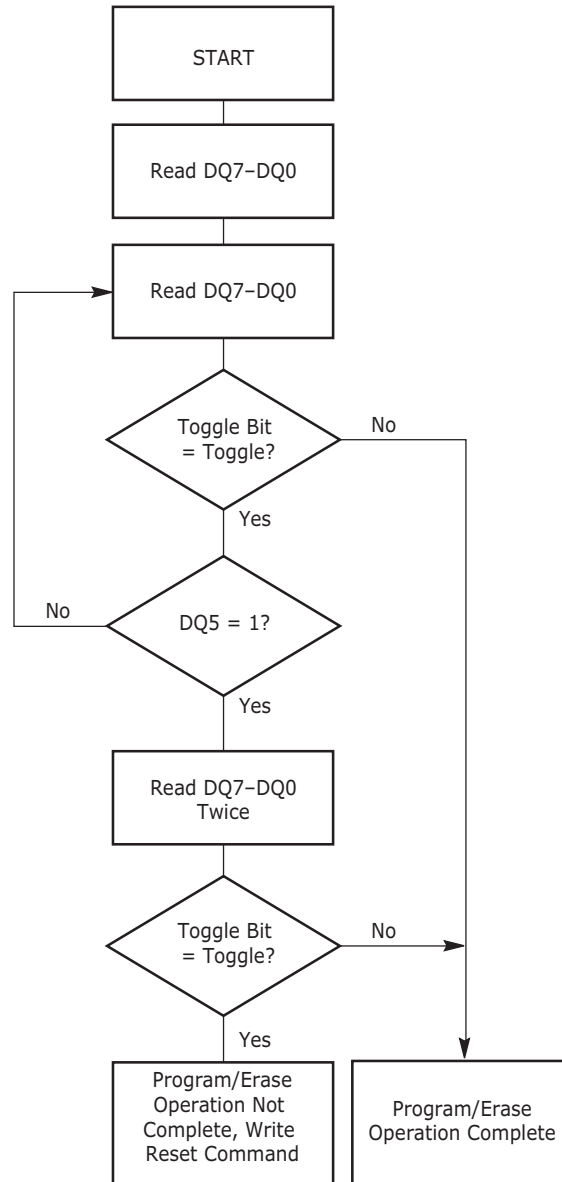 START
Read DQ7–DQ0
Read DQ7–DQ0
Toggle Bit
= Toggle?
No
Yes
No
DQ5 = 1?
Yes
Read DQ7–DQ0
Twice
Toggle Bit
= Toggle?
No
Yes
Program/Erase
Operation Not
Complete, Write
Reset Command
Program/Erase
Operation Complete